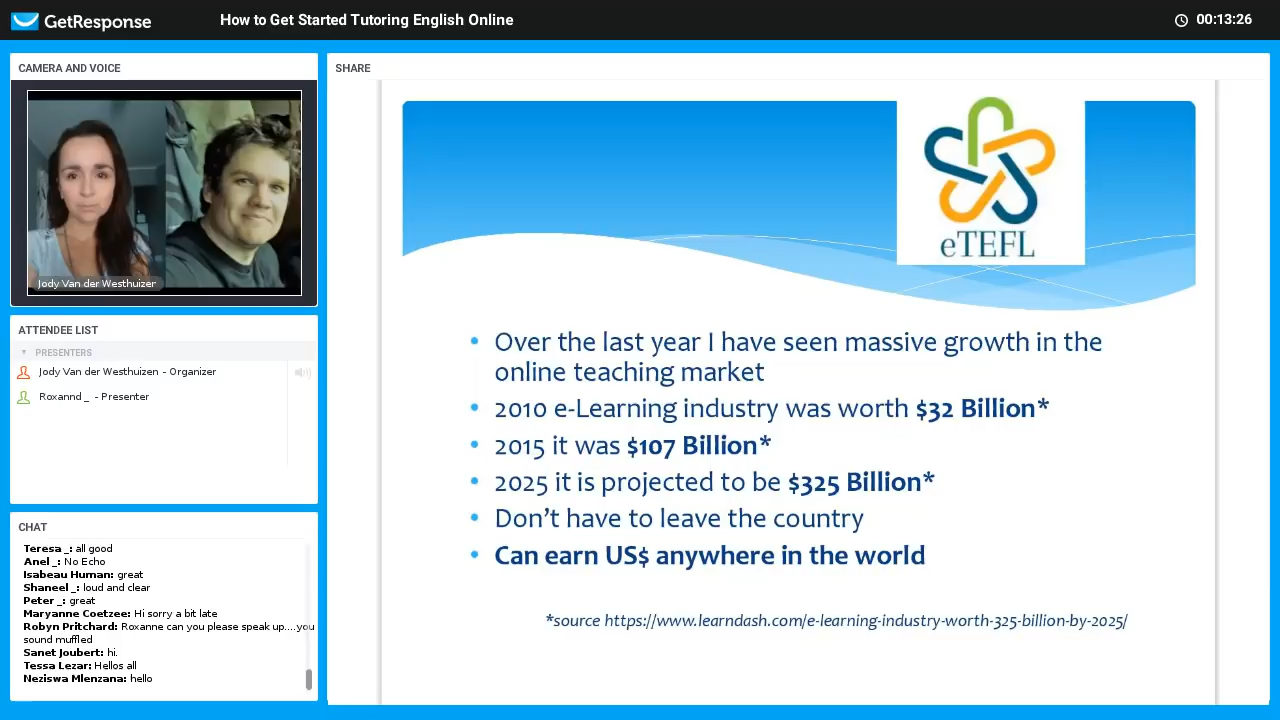 GetResponse
How to Get Started Tutoring English Online
00:13:26
CAMERA AND VOICE
Jody Van der Westhuizer
ATTENDEE LIST
PRESENTERS
Jody Van der Westhuizen - Organizer
Roxannd _ - Presenter
CHAT
Teresa _: all good
Anel _: No Echo
Isabeau Human: great
Shaneel _: loud and clear
Peter _: great
Maryanne Coetzee: Hi sorry a bit late
Robyn Pritchard: Roxanne can you please speak up....you
sound muffled
Sanet Joubert: hi.
Tessa Lezar: Hellos all
Neziswa Mlenzana: hello
SHARE
eTEFL
• Over the last year I have seen massive growth in the
online teaching market
• 2010 e-Learning industry was worth $32 Billion*
• 2015 it was $107 Billion*
• 2025 it is projected to be $325 Billion*
• Don’t have to leave the country
• Can earn US$ anywhere in the world
*source https://www.learndash.com/e-learning-industry-worth-325-billion-by-2025/